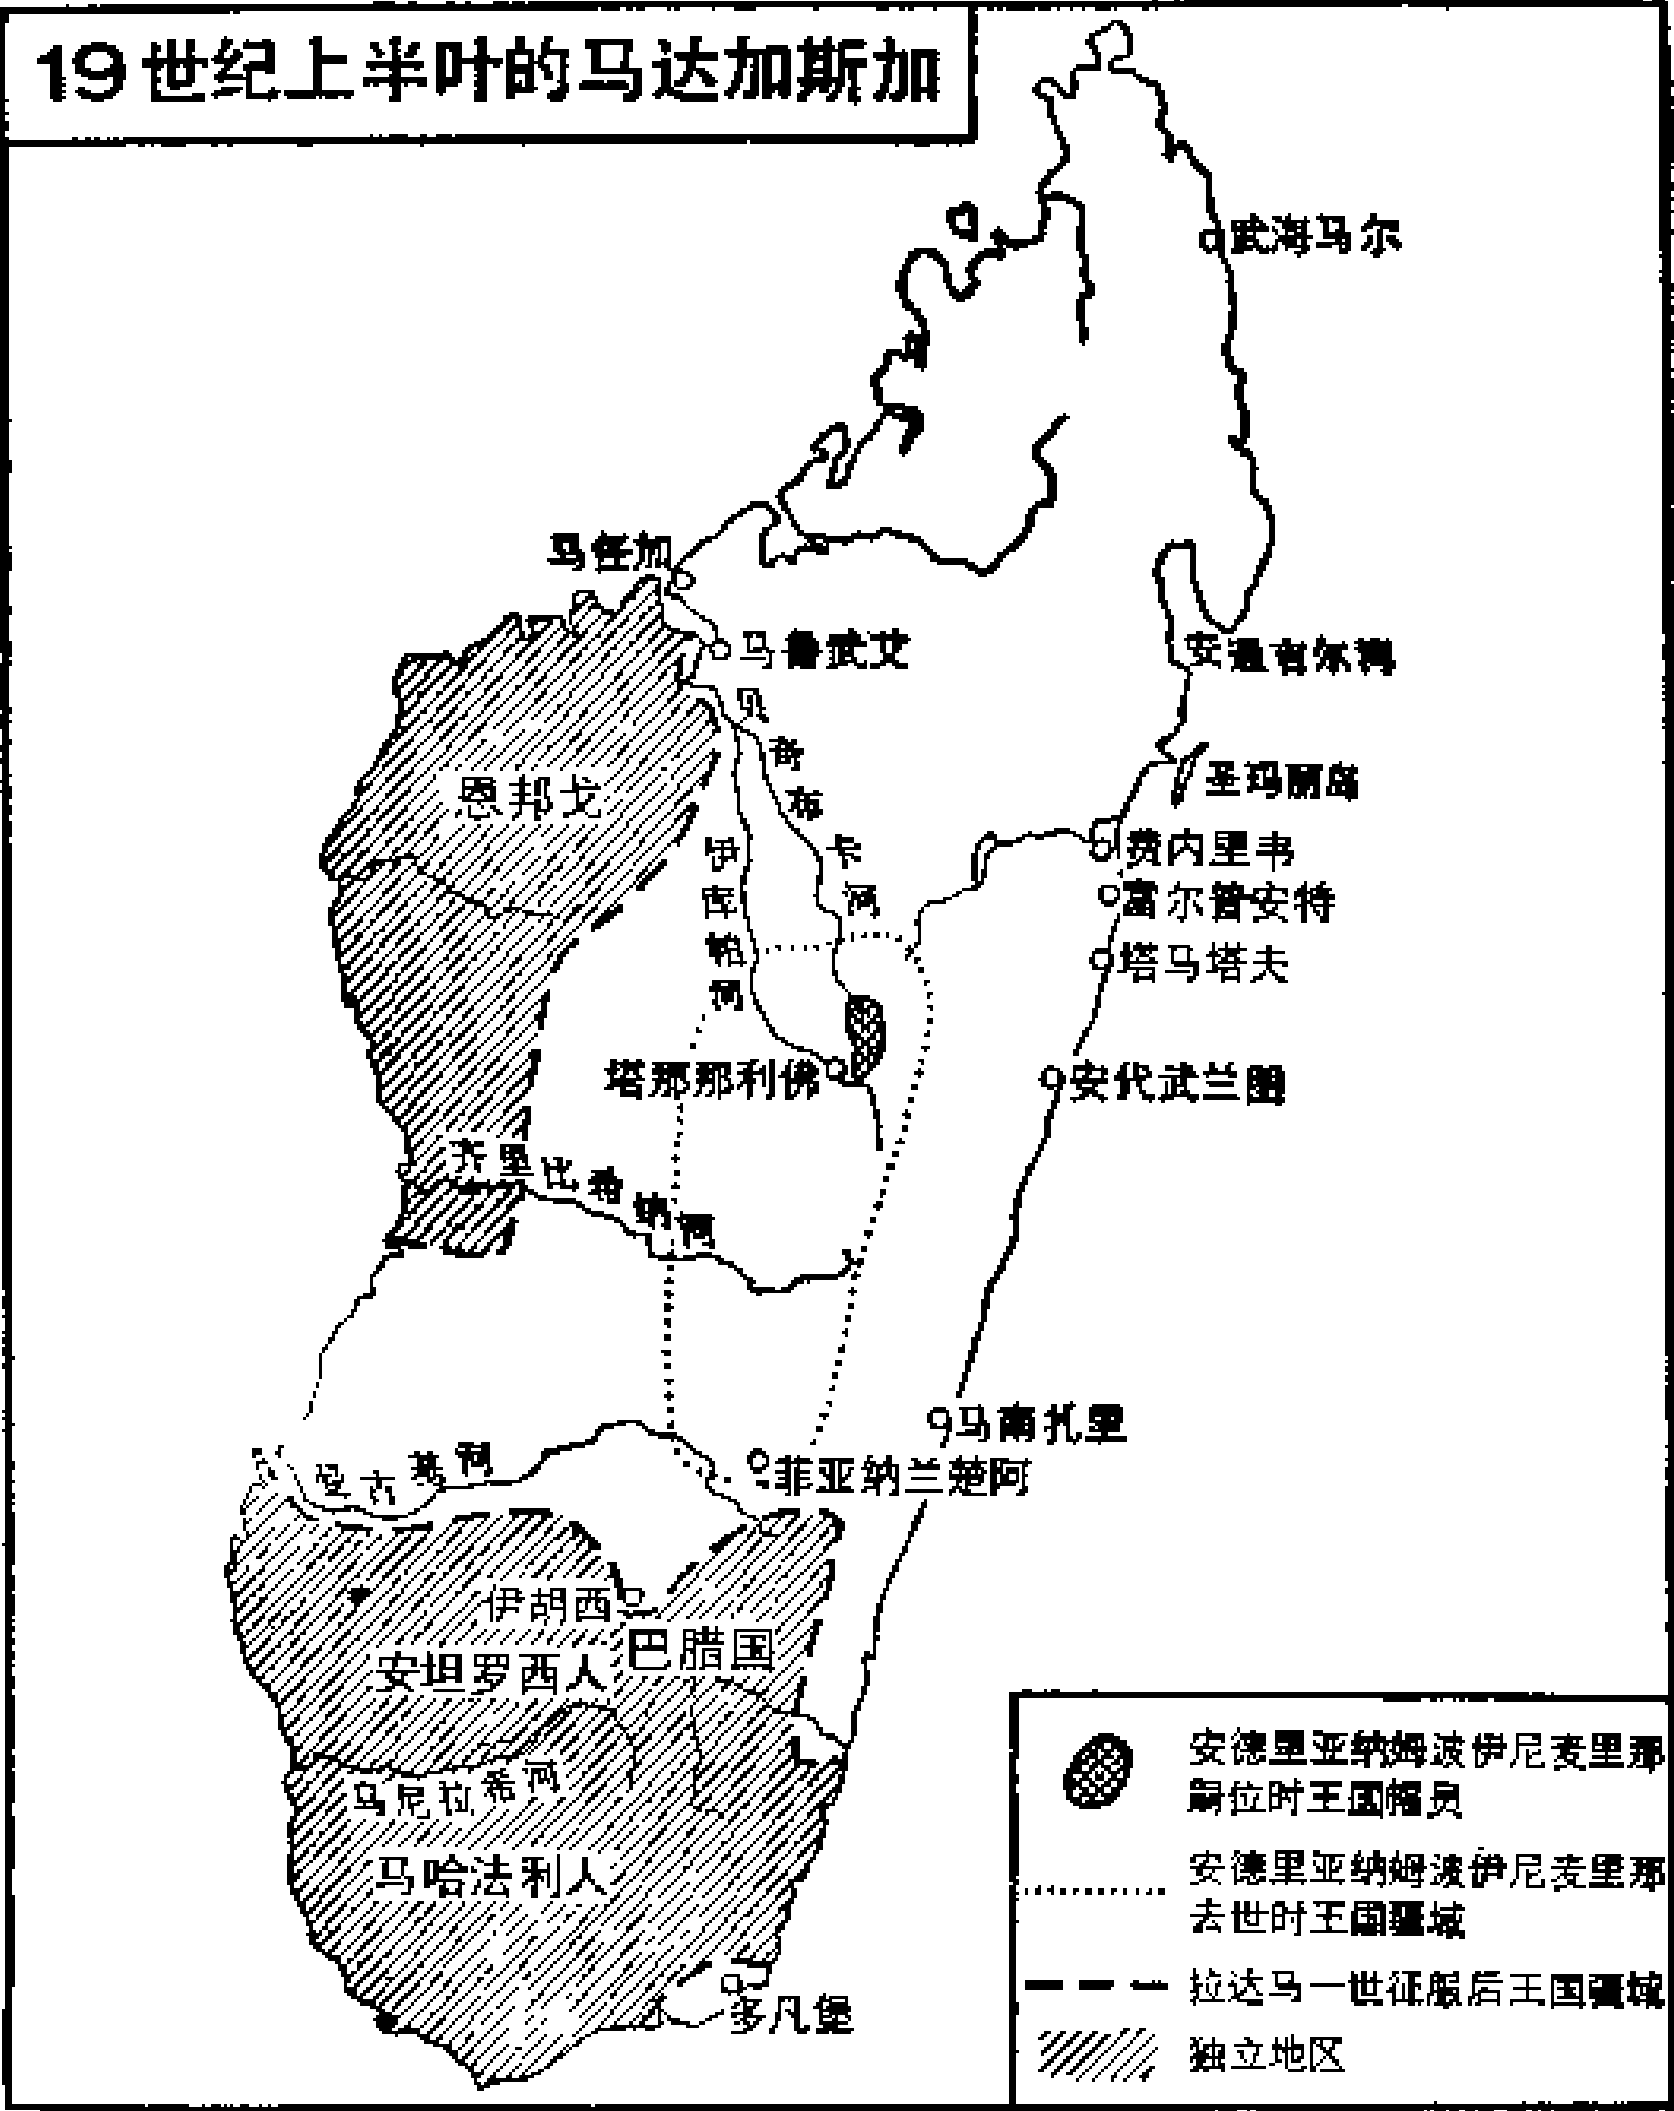 19世纪上半叶的马达加斯加
武海马尔
马任加
马鲁武艾
安通吉尔湾
贝齐布卡河
圣玛丽岛
恩邦戈
伊库帕河
费内里韦
富尔普安特
塔马塔夫
塔那那利佛
安代武兰图
齐里比希纳河
马南扎里
曼古基河
菲亚纳兰楚阿
伊胡西
巴腊国
安坦罗西人
马尼拉希河
马哈法利人
多凡堡
安德里亚纳姆波伊尼麦里那
嗣位时王国幅员
安德里亚纳姆波伊尼麦里那
去世时王国疆域
拉达马一世征服后王国疆域
独立地区